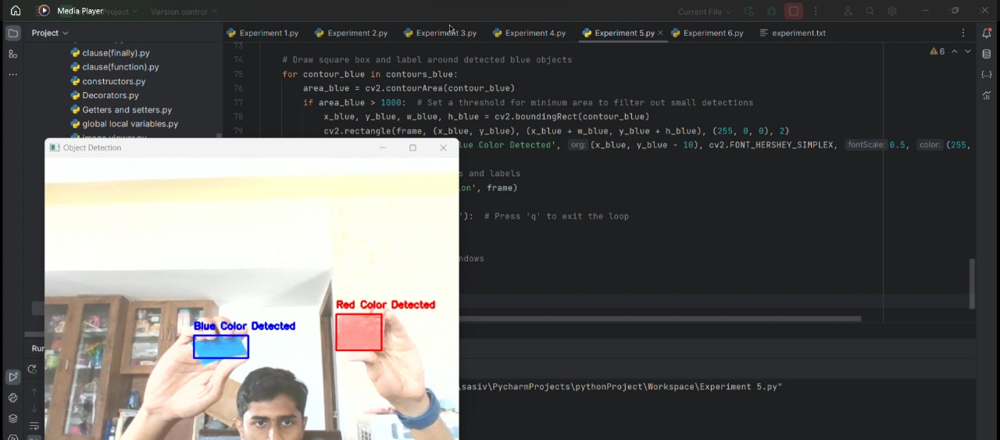 Media Player
Project
Version control
Current File
Project
Experiment 1.py
Experiment 2.py
Experiment 3.py
Experiment 4.py
Experiment 5.py
Experiment 6.py
experiment.txt
clause(finally).py
clause(function).py
constructors.py
Decorators.py
Getters and setters.py
global local variables.py
image viewer.py
6
73
74 # Draw square box and label around detected blue objects
75 for contour_blue in contours_blue:
76 area_blue = cv2.contourArea(contour_blue)
77 if area_blue > 1000: # Set a threshold for minimum area to filter out small detections
78 x_blue, y_blue, w_blue, h_blue = cv2.boundingRect(contour_blue)
79 cv2.rectangle(frame, (x_blue, y_blue), (x_blue + w_blue, y_blue + h_blue), (255, 0, 0), 2)
lue Color Detected', org: (x_blue, y_blue - 10), cv2.FONT_HERSHEY_SIMPLEX, fontScale: 0.5, color: (255,
s and labels
on', frame)
'): # Press 'q' to exit the loop
ndows
Object Detection
Red Color Detected
Blue Color Detected
Run
\sasiv\PycharmProjects\pythonProject\Workspace\Experiment 5.py"